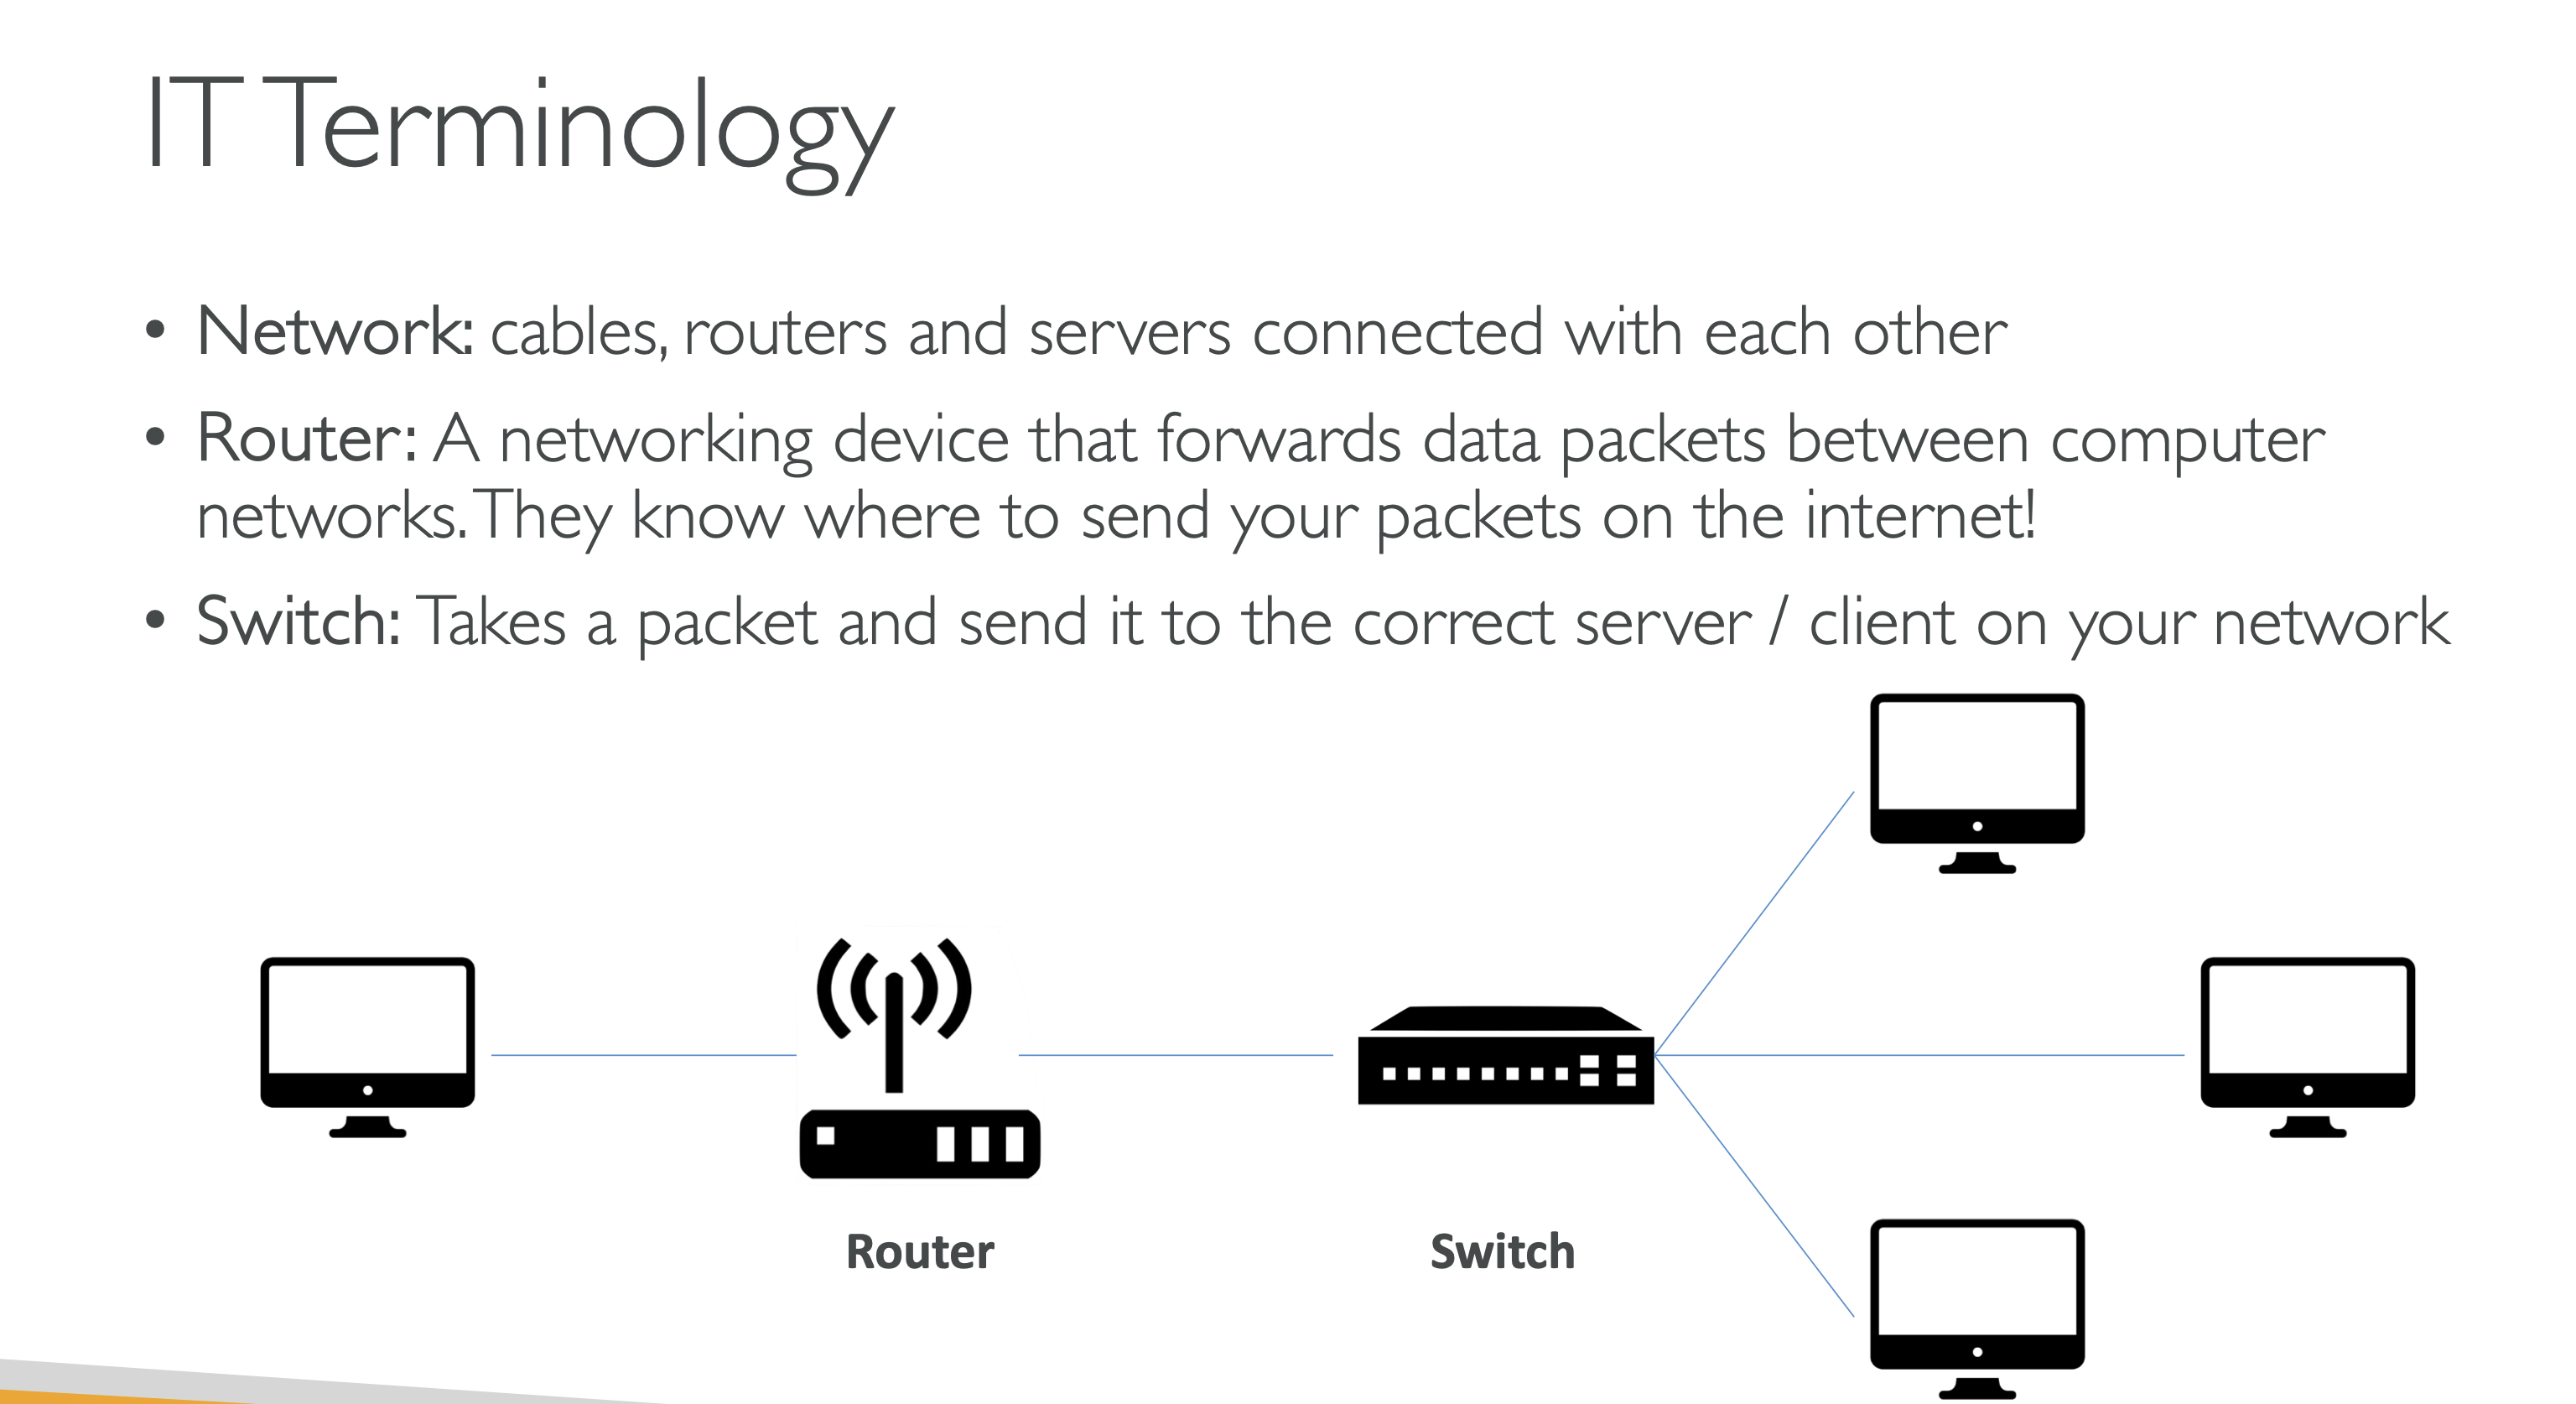 IT Terminology
• Network: cables, routers and servers connected with each other
• Router: A networking device that forwards data packets between computer
networks. They know where to send your packets on the internet!
• Switch: Takes a packet and send it to the correct server / client on your network
Router
Switch